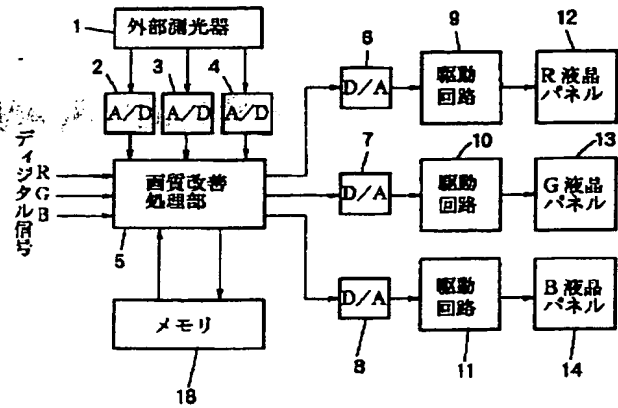 1
外部測光器
2
3
4
A/D
A/D
A/D
ディジタル信号
R
G
B
画質改善
処理部
5
メモリ
18
6
D/A
7
D/A
D/A
8
9
駆動
回路
10
駆動
回路
駆動
回路
11
12
R 液晶
パネル
13
G 液晶
パネル
B 液晶
パネル
14